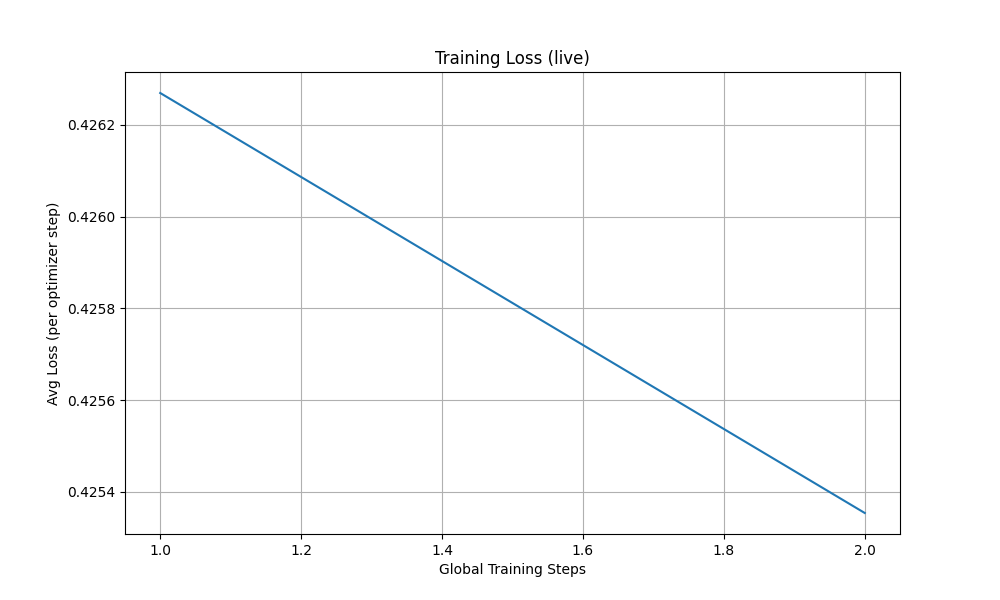 Training Loss (live)
Avg Loss (per optimizer step)
0.4262
0.4260
0.4258
0.4256
0.4254
1.0 1.2 1.4 1.6 1.8 2.0
Global Training Steps